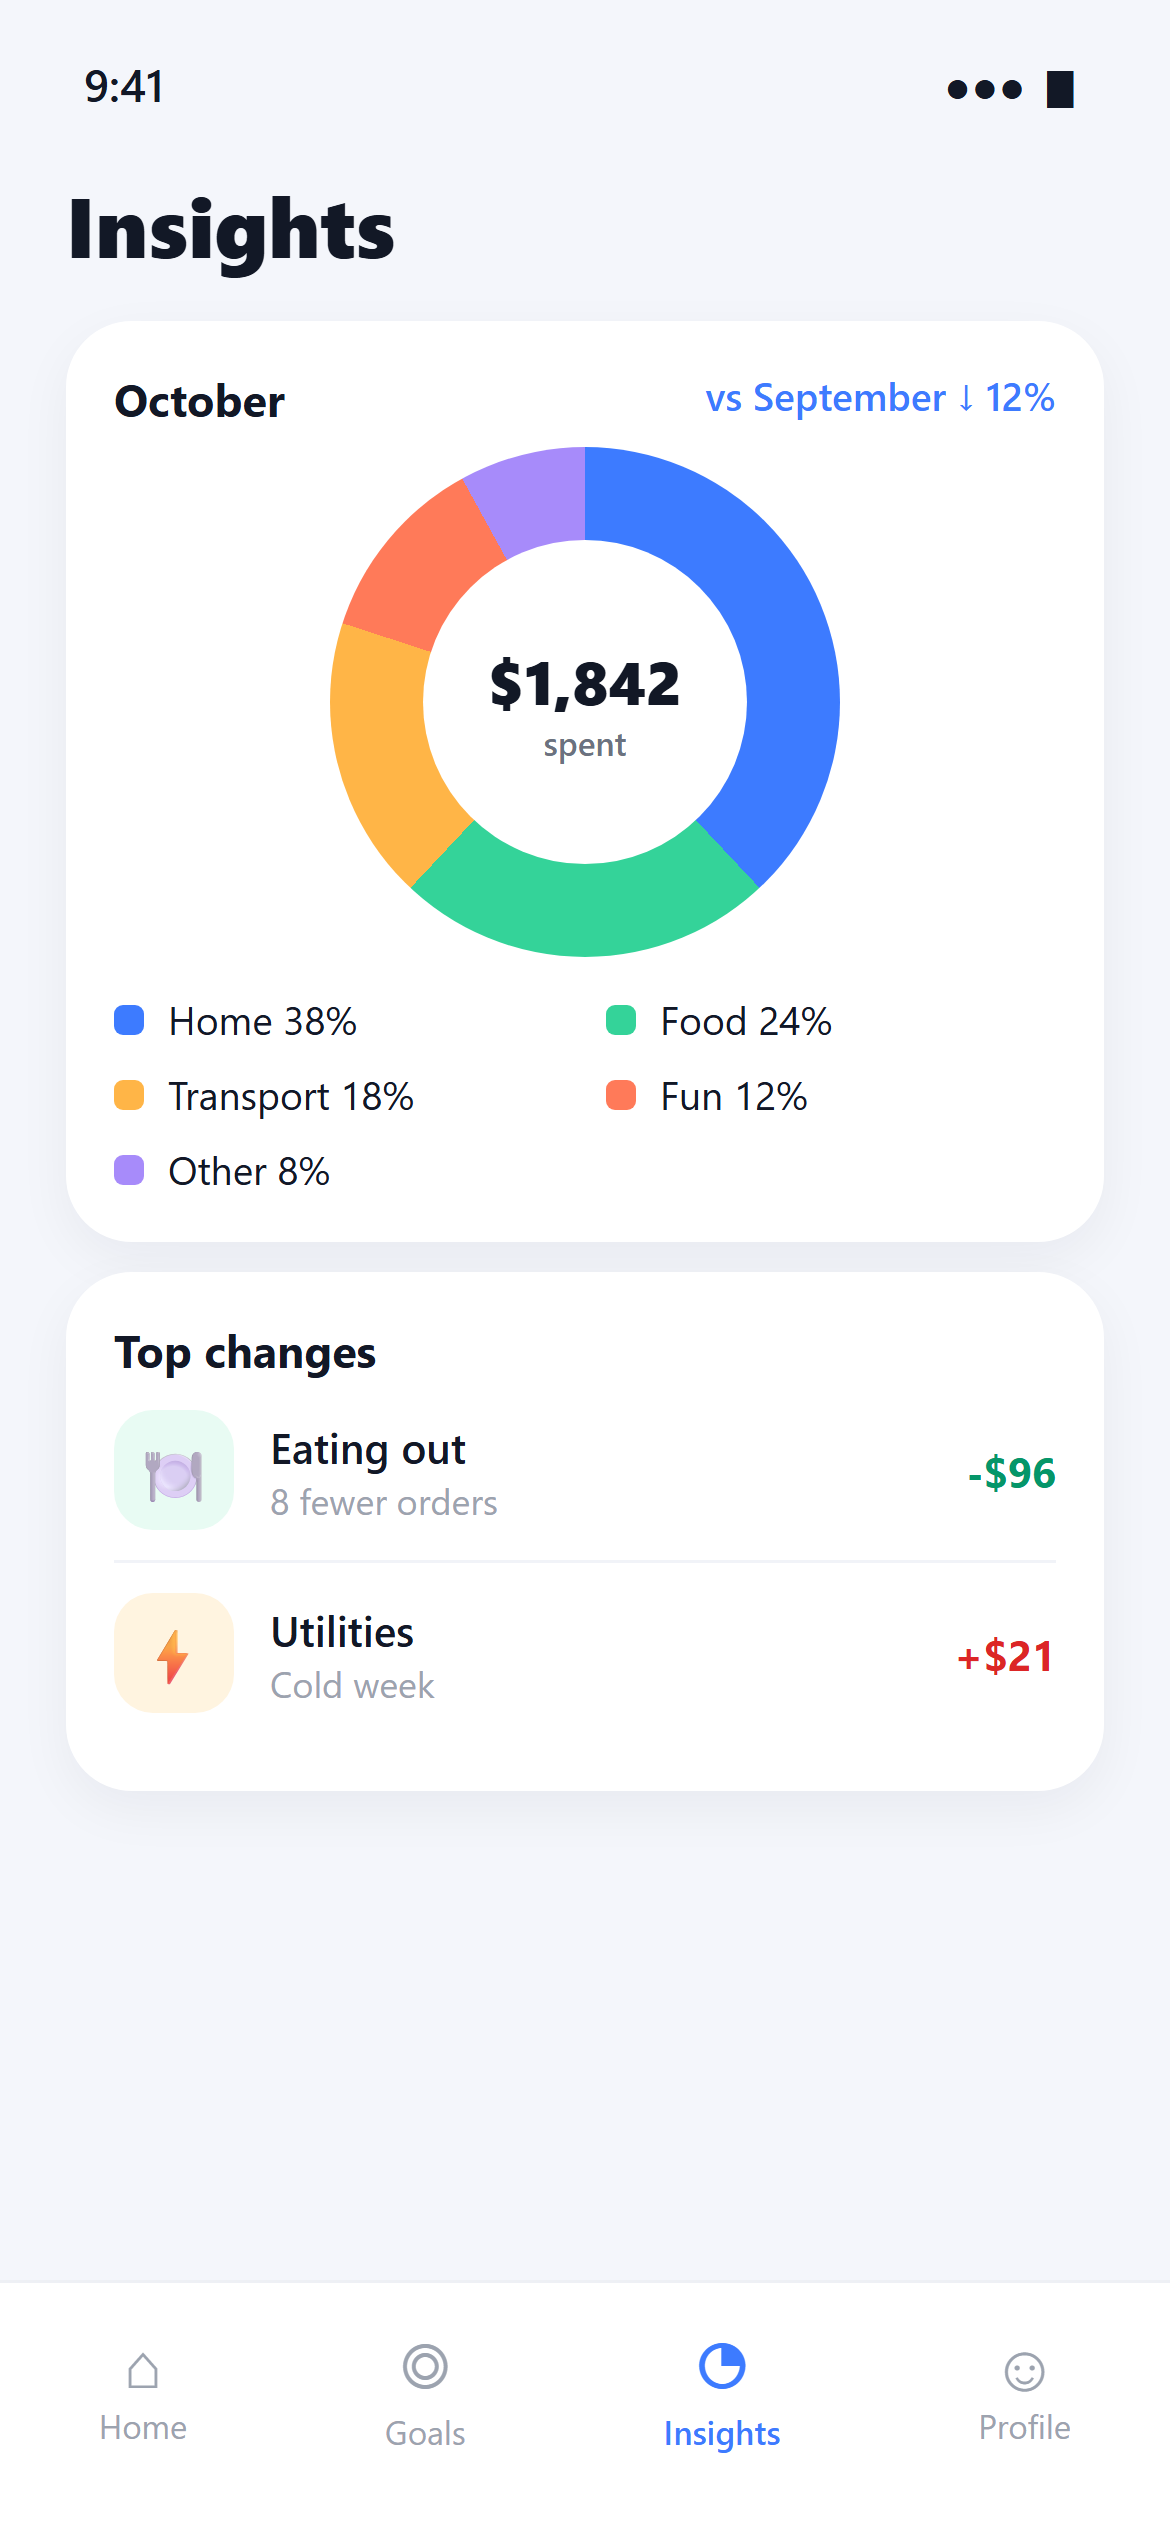 9:41
Insights
October
vs September ↓ 12%
$1,842
spent
Home 38%
Food 24%
Transport 18%
Fun 12%
Other 8%
Top changes
Eating out
8 fewer orders
-$96
Utilities
Cold week
+$21
Home
Goals
Insights
Profile